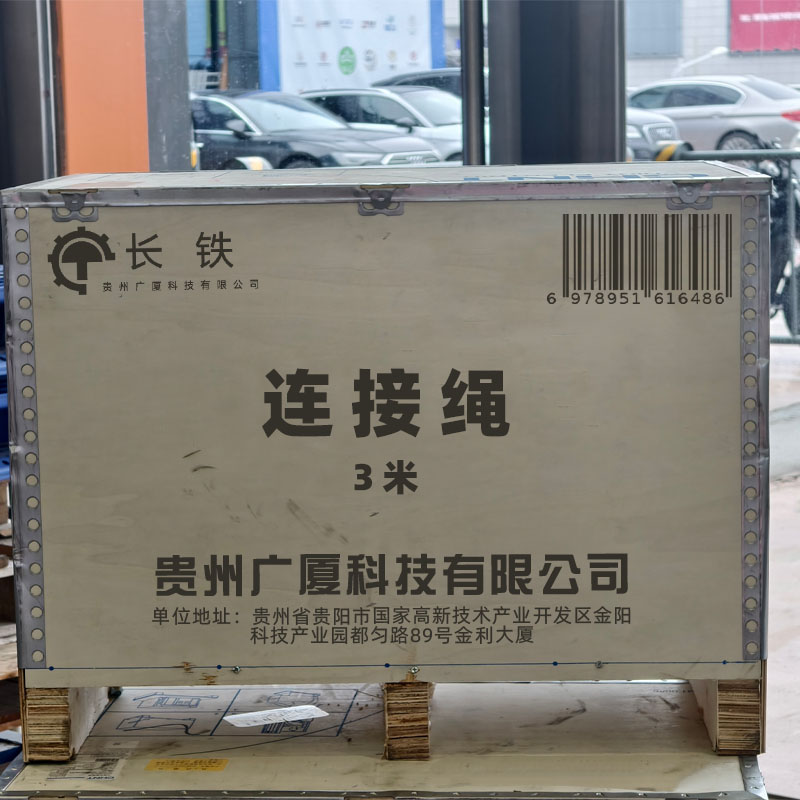 长铁
贵州广厦科技有限公司
6 978951 616486
连接绳
3米
贵州广厦科技有限公司
单位地址：贵州省贵阳市国家高新技术产业开发区金阳
科技产业园都匀路89号金利大厦